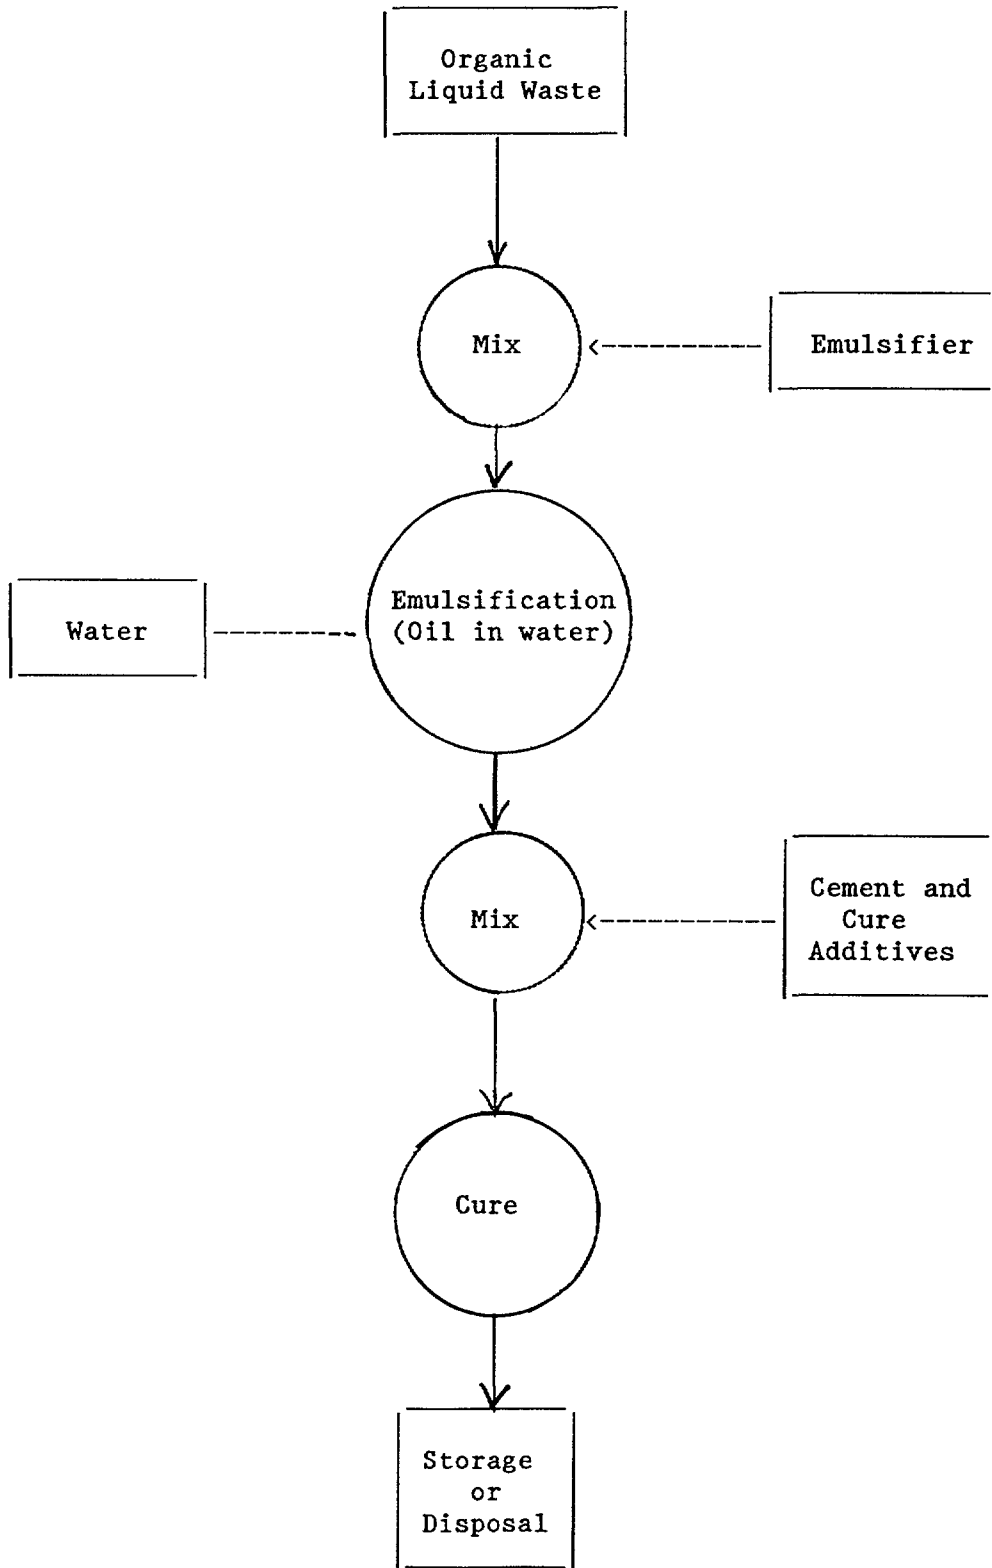 Organic
Liquid Waste
Mix
Emulsifier
Emulsification
(Oil in water)
Water
Mix
Cement and
Cure
Additives
Cure
Storage
or
Disposal